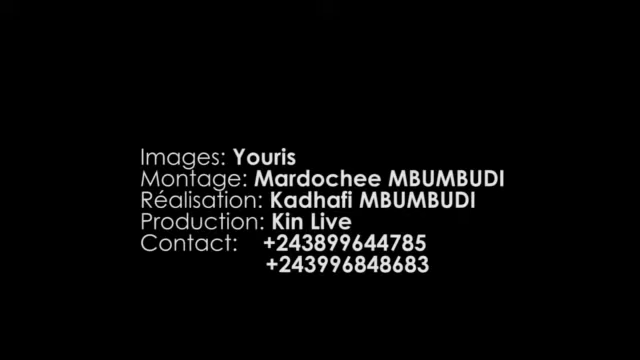 Images: Youris
Montage: Mardochee MBUMBUDI
Réalisation: Kadhafi MBUMBUDI
Production: Kin Live
Contact: +243899644785
+243996848683